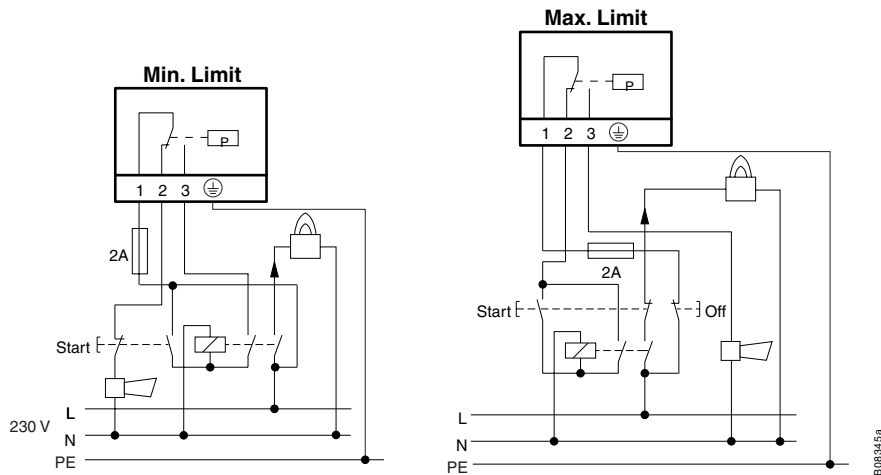 Min. Limit
P
1 2 3
2A
Start
230 V
L
N
PE
Max. Limit
P
1 2 3
2A
Start
Off
L
N
PE
B08345a